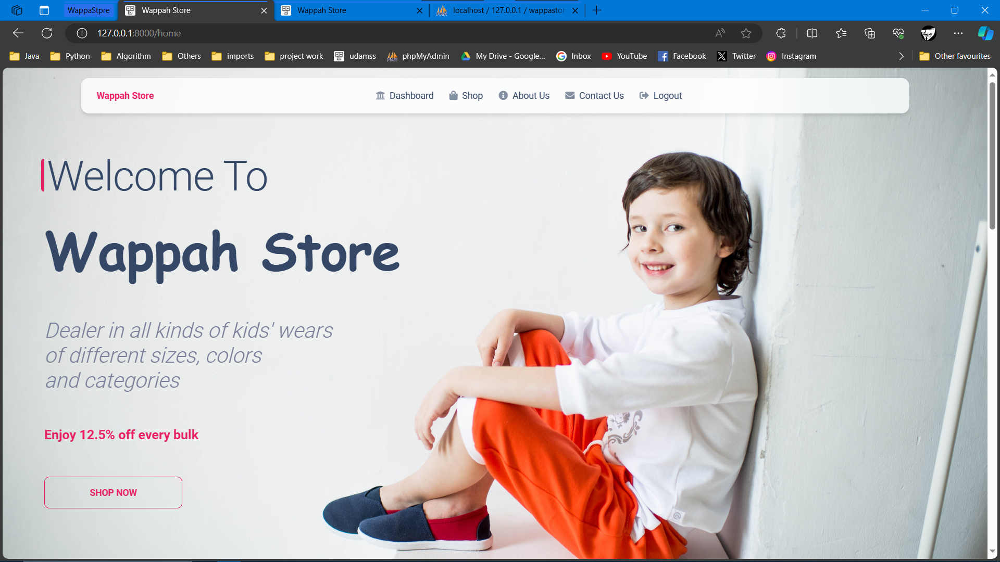 WappaStpre
Wappah Store
Wappah Store
localhost / 127.0.0.1 / wappastor
127.0.0.1:8000/home
Java
Python
Algorithm
Others
imports
project work
udamss
phpMyAdmin
My Drive - Google...
Inbox
YouTube
Facebook
Twitter
Instagram
Other favourites
Wappah Store
Dashboard
Shop
About Us
Contact Us
Logout
Welcome To
Wappah Store
Dealer in all kinds of kids' wears
of different sizes, colors
and categories
Enjoy 12.5% off every bulk
SHOP NOW